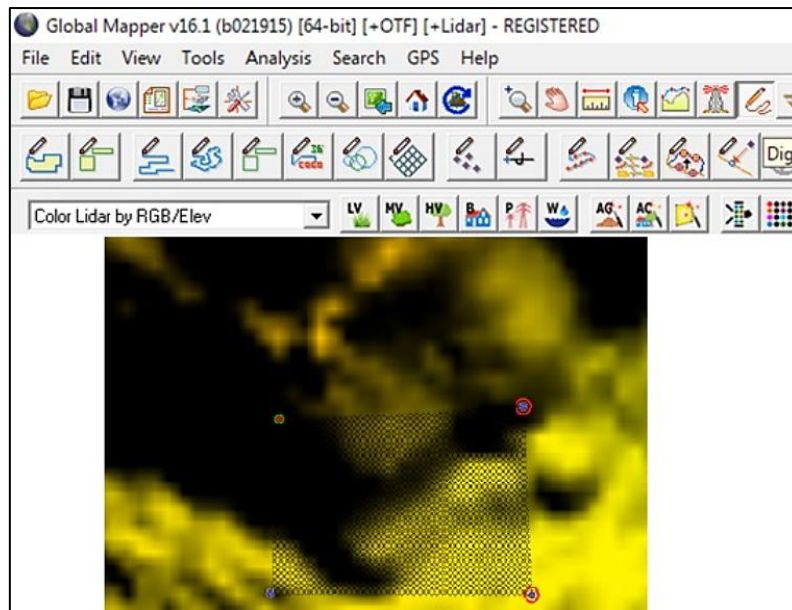 Global Mapper v16.1 (b021915) [64-bit] [+OTF] [+Lidar] - REGISTERED
File Edit View Tools Analysis Search GPS Help
Dig
Color Lidar by RGB/Elev LV MV HV B P W AG AC